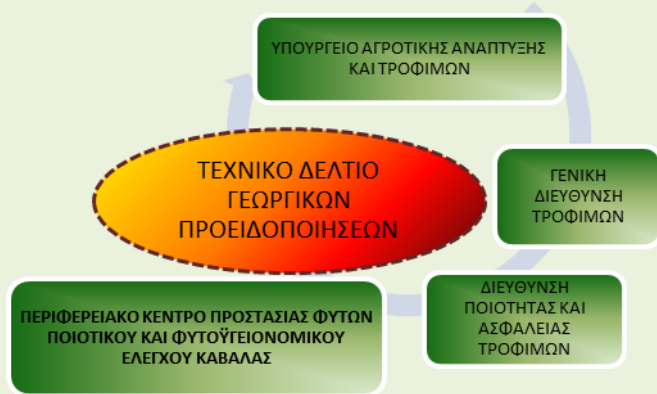 ΥΠΟΥΡΓΕΙΟ ΑΓΡΟΤΙΚΗΣ ΑΝΑΠΤΥΞΗΣ
ΚΑΙ ΤΡΟΦΙΜΩΝ
ΤΕΧΝΙΚΟ ΔΕΛΤΙΟ
ΓΕΩΡΓΙΚΩΝ
ΠΡΟΕΙΔΟΠΟΙΗΣΕΩΝ
ΓΕΝΙΚΗ
ΔΙΕΥΘΥΝΣΗ
ΤΡΟΦΙΜΩΝ
ΔΙΕΥΘΥΝΣΗ
ΠΟΙΟΤΗΤΑΣ ΚΑΙ
ΑΣΦΑΛΕΙΑΣ
ΤΡΟΦΙΜΩΝ
ΠΕΡΙΦΕΡΕΙΑΚΟ ΚΕΝΤΡΟ ΠΡΟΣΤΑΣΙΑΣ ΦΥΤΩΝ
ΠΟΙΟΤΙΚΟΥ ΚΑΙ ΦΥΤΟΫΓΕΙΟΝΟΜΙΚΟΥ
ΕΛΕΓΧΟΥ ΚΑΒΑΛΑΣ